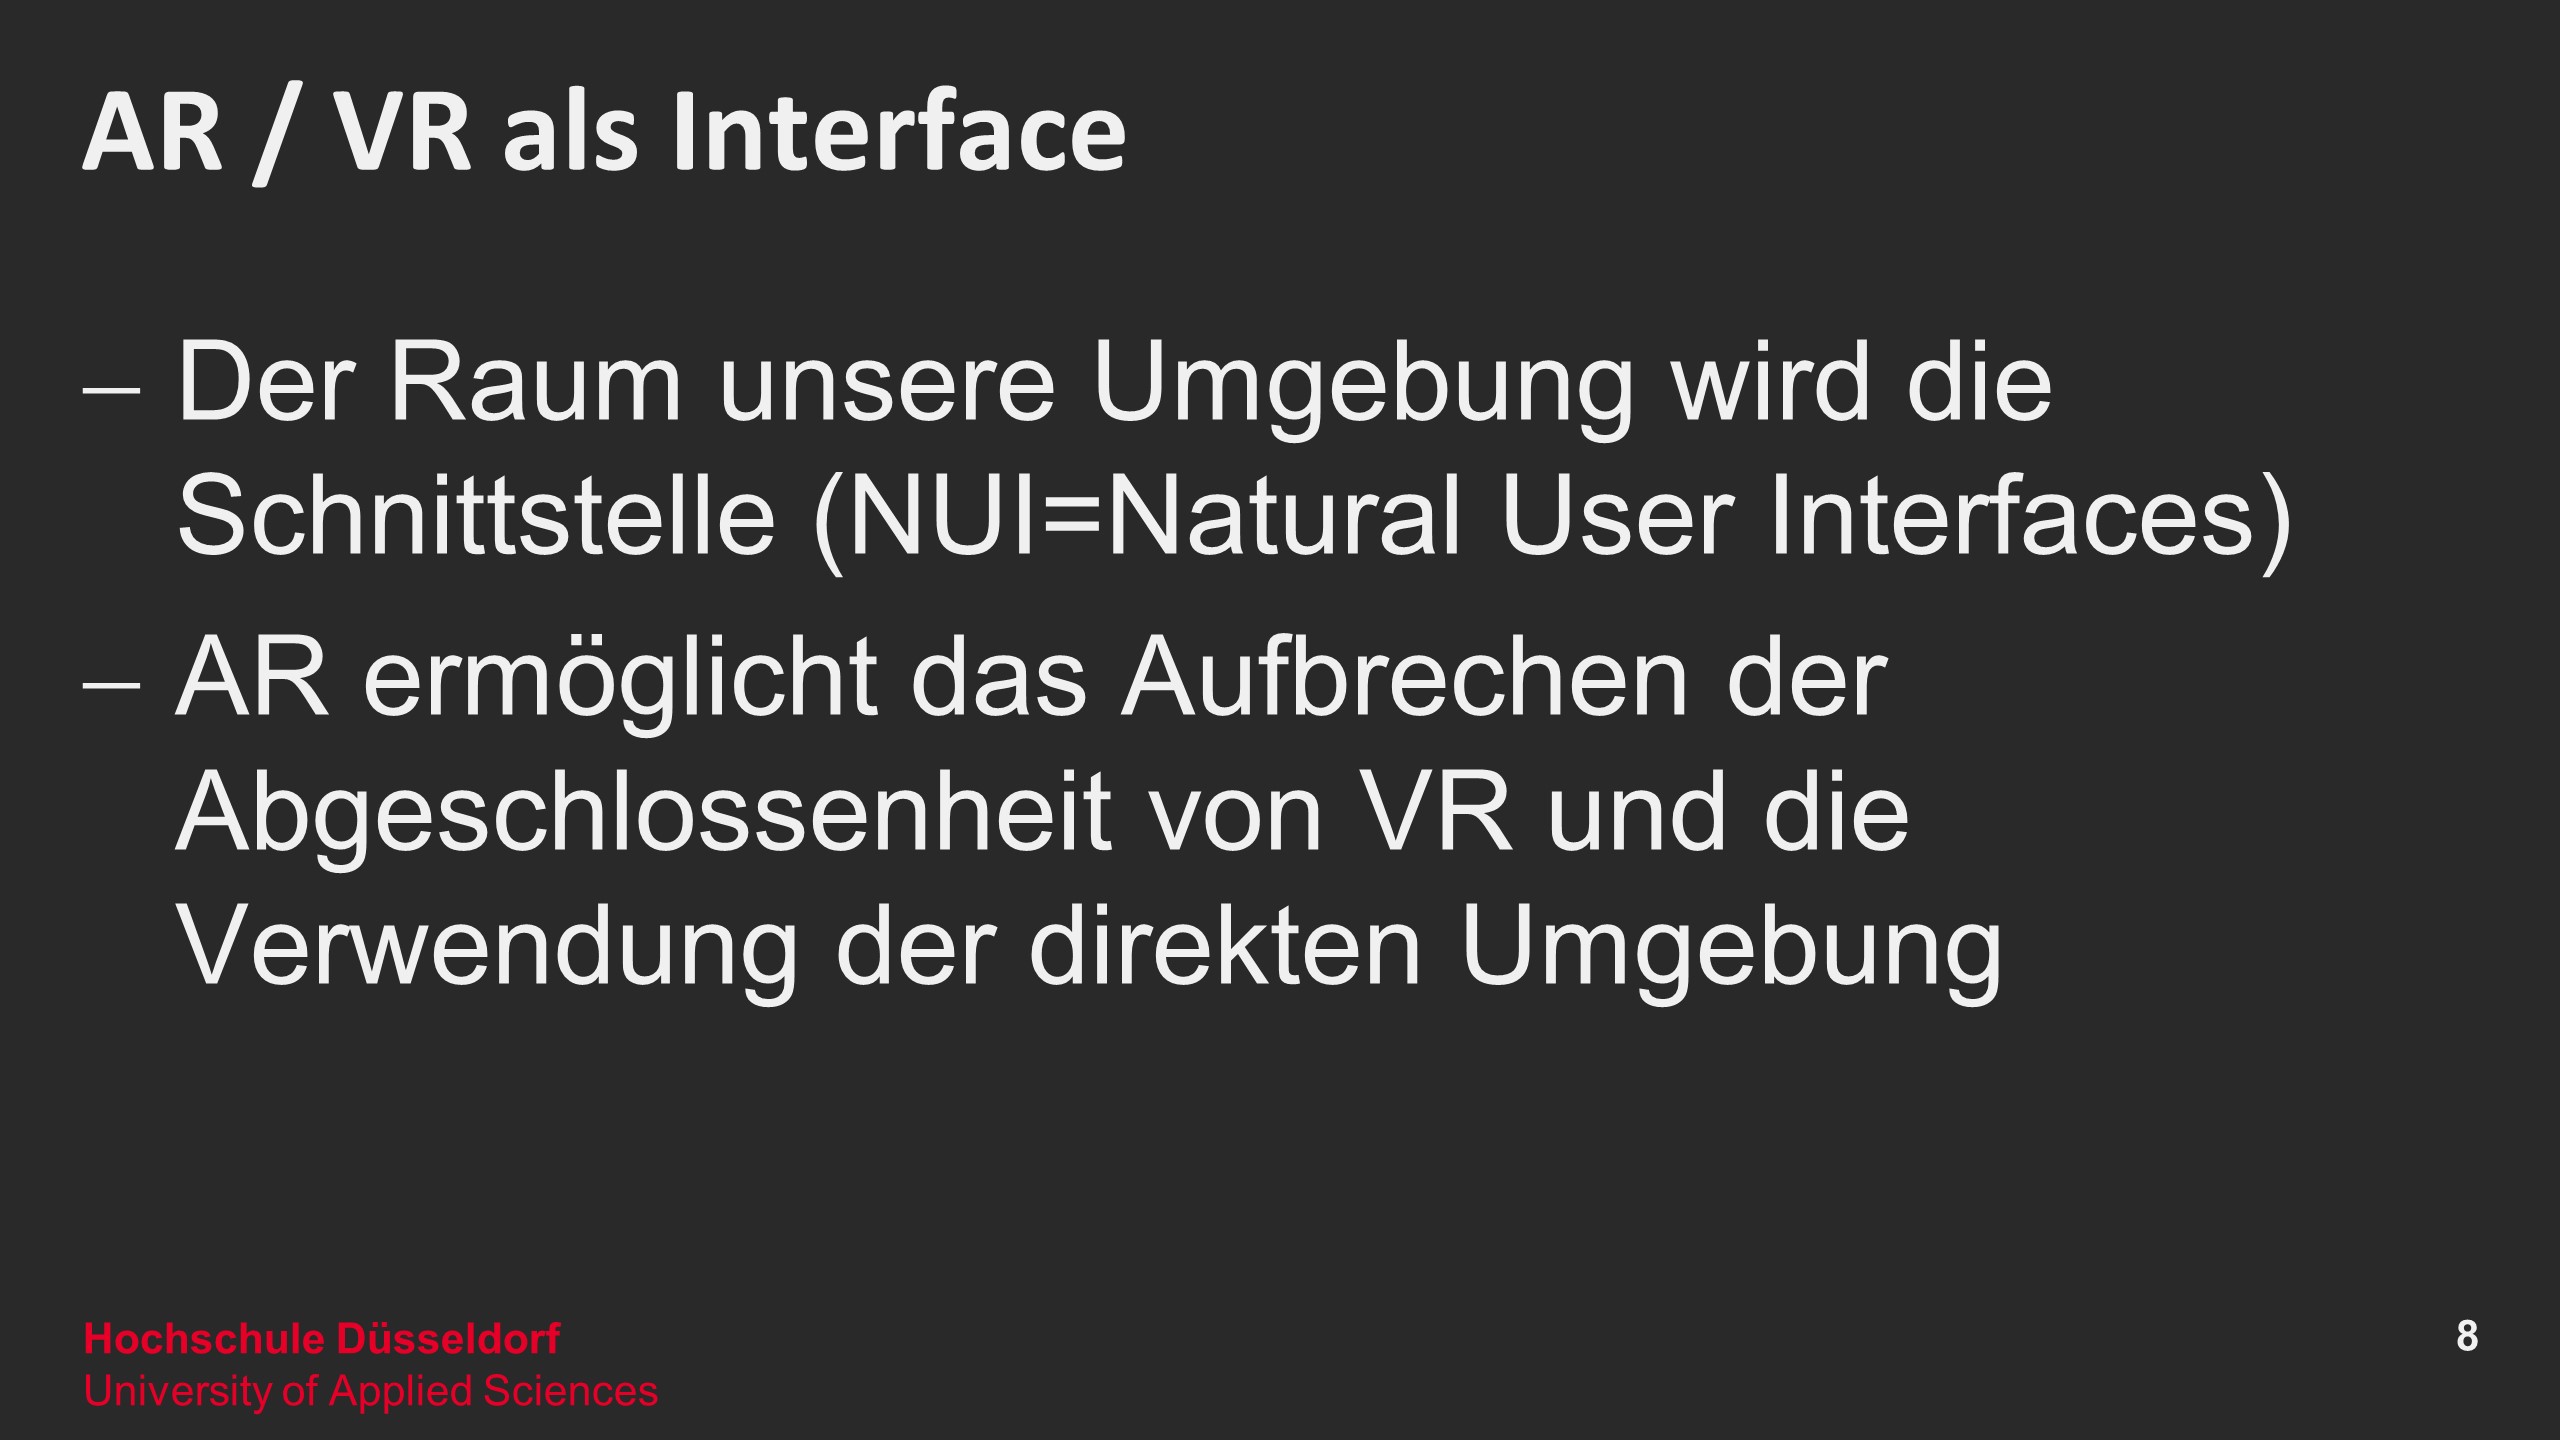 AR / VR als Interface
– Der Raum unsere Umgebung wird die
Schnittstelle (NUI=Natural User Interfaces)
– AR ermöglicht das Aufbrechen der
Abgeschlossenheit von VR und die
Verwendung der direkten Umgebung
Hochschule Düsseldorf
University of Applied Sciences
8